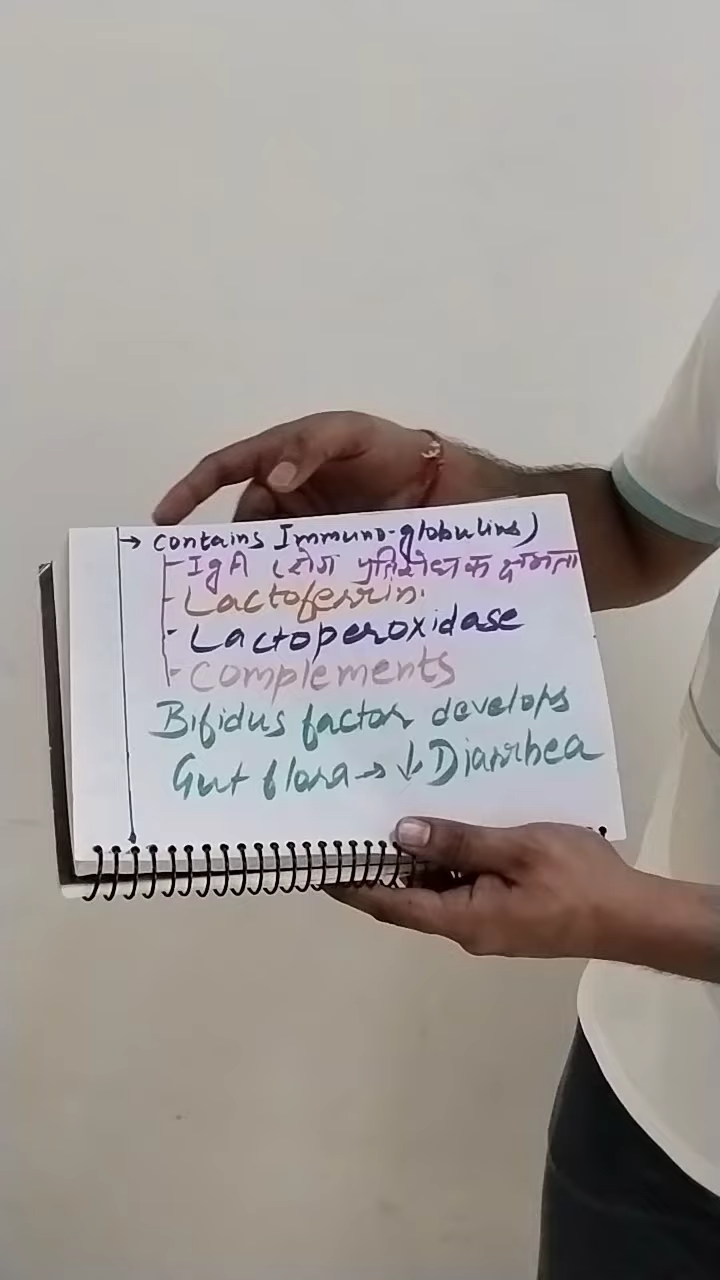 → contains Immuno-globulins)
- IgA (रोग प्रतिरोधक क्षमता
- Lactoferrin.
- Lactoperoxidase
- Complements
Bifidus factor develops
Gut flora → ↓ Diarrhea